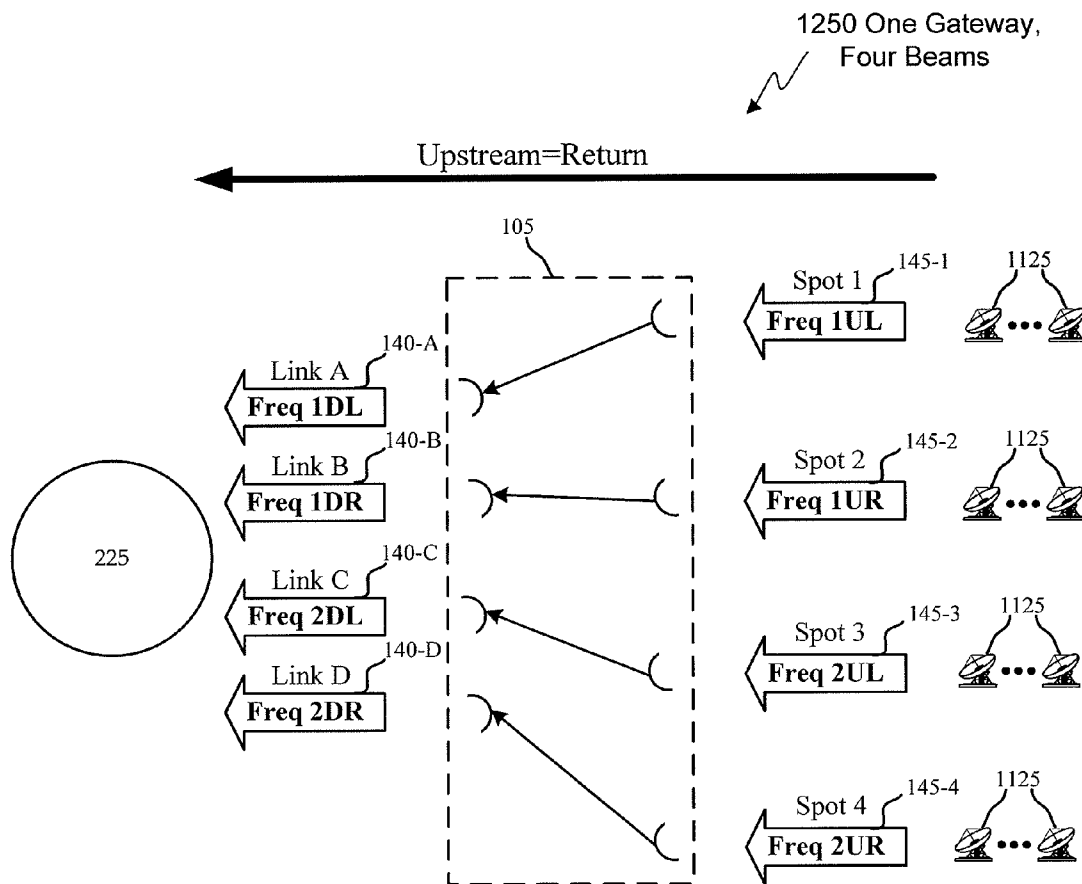 1250 One Gateway,
Four Beams
Upstream=Return
105
Spot 1
145-1
1125
Freq 1UL
140-A
Link A
Freq 1DL
140-B
Link B
Freq 1DR
145-2
1125
Spot 2
Freq 1UR
225
140-C
Link C
Freq 2DL
145-3
1125
Spot 3
Freq 2UL
140-D
Link D
Freq 2DR
145-4
1125
Spot 4
Freq 2UR